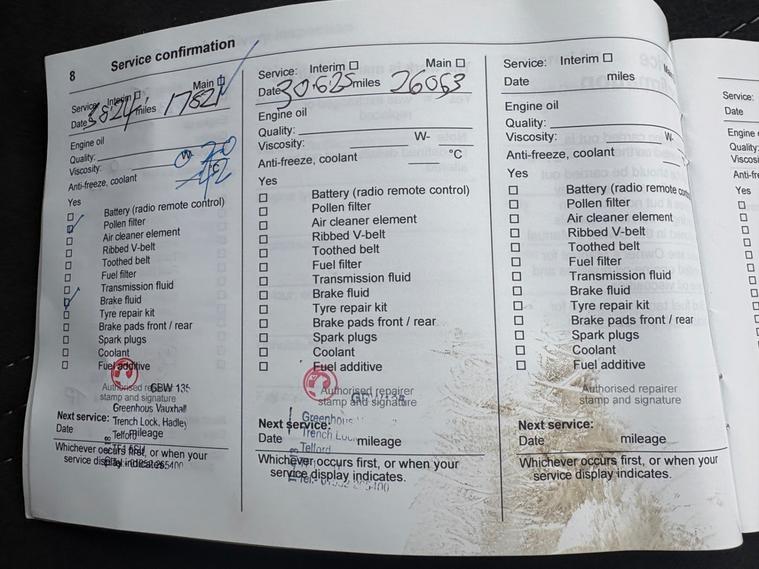 8 Service confirmation
Service: Interim Main
Date 3.8.24 miles 17821
Engine oil
Quality:
Viscosity: W-
Anti-freeze, coolant °C
Yes
Battery (radio remote control)
Pollen filter
Air cleaner element
Ribbed V-belt
Toothed belt
Fuel filter
Transmission fluid
Brake fluid
Tyre repair kit
Brake pads front / rear
Spark plugs
Coolant
Fuel additive
Authorised repairer
GBW 135
stamp and signature
Greenhous Vauxhall
Next service:
Trench Lock, Hadley
Date mileage
Telford
Whichever occurs first, or when your
service display indicates.
Service: Interim Main
Date 30.6.25 miles 26063
Engine oil
Quality:
Viscosity: W-
Anti-freeze, coolant °C
Yes
Battery (radio remote control)
Pollen filter
Air cleaner element
Ribbed V-belt
Toothed belt
Fuel filter
Transmission fluid
Brake fluid
Tyre repair kit
Brake pads front / rear
Spark plugs
Coolant
Fuel additive
Authorised repairer
stamp and signature
Greenhous
Next service:
Trench
Date mileage
Telford
Whichever occurs first, or when your
service display indicates.
Service: Interim
Date miles
Engine oil
Quality:
Viscosity: W-
Anti-freeze, coolant
Yes
Battery (radio remote
Pollen filter
Air cleaner element
Ribbed V-belt
Toothed belt
Fuel filter
Transmission fluid
Brake fluid
Tyre repair kit
Brake pads front / rear
Spark plugs
Coolant
Fuel additive
Authorised repairer
stamp and signature
Next service:
Date mileage
Whichever occurs first, or when your
service display indicates.
Service:
Date
Engine
Quality:
Yes